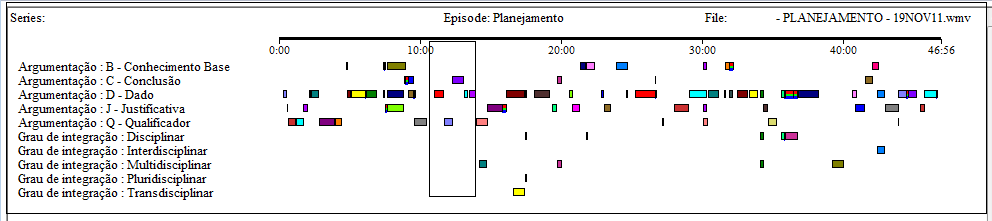 Series: Episode: Planejamento File: - PLANEJAMENTO - 19NOV11.wmv
0:00 10:00 20:00 30:00 40:00 46:56
Argumentação : B - Conhecimento Base
Argumentação : C - Conclusão
Argumentação : D - Dado
Argumentação : J - Justificativa
Argumentação : Q - Qualificador
Grau de integração : Disciplinar
Grau de integração : Interdisciplinar
Grau de integração : Multidisciplinar
Grau de integração : Pluridisciplinar
Grau de integração : Transdisciplinar